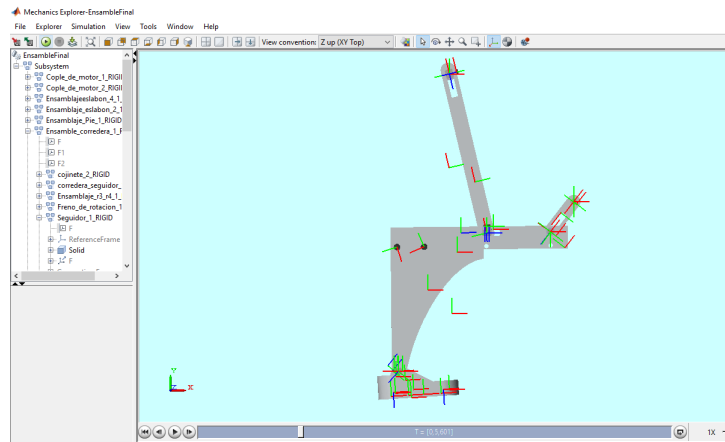 Mechanics Explorer-EnsambleFinal
File Explorer Simulation View Tools Window Help
View convention: Z up (XY Top)
EnsambleFinal
Subsystem
Cople_de_motor_1_RIGID
Cople_de_motor_2_RIGID
Ensamblajeeslabon_4_1_
Ensamblaje_eslabon_2_1
Ensamblaje_Pie_1_RIGID
Ensamble_corredera_1_F
F
F1
F2
cojinete_2_RIGID
corredera_seguidor_
Ensamblaje_r3_r4_1_
Freno_de_rotacion_1
Seguidor_1_RIGID
F
ReferenceFrame
Solid
F
Y
Z X
T = [0,5.601]
1X